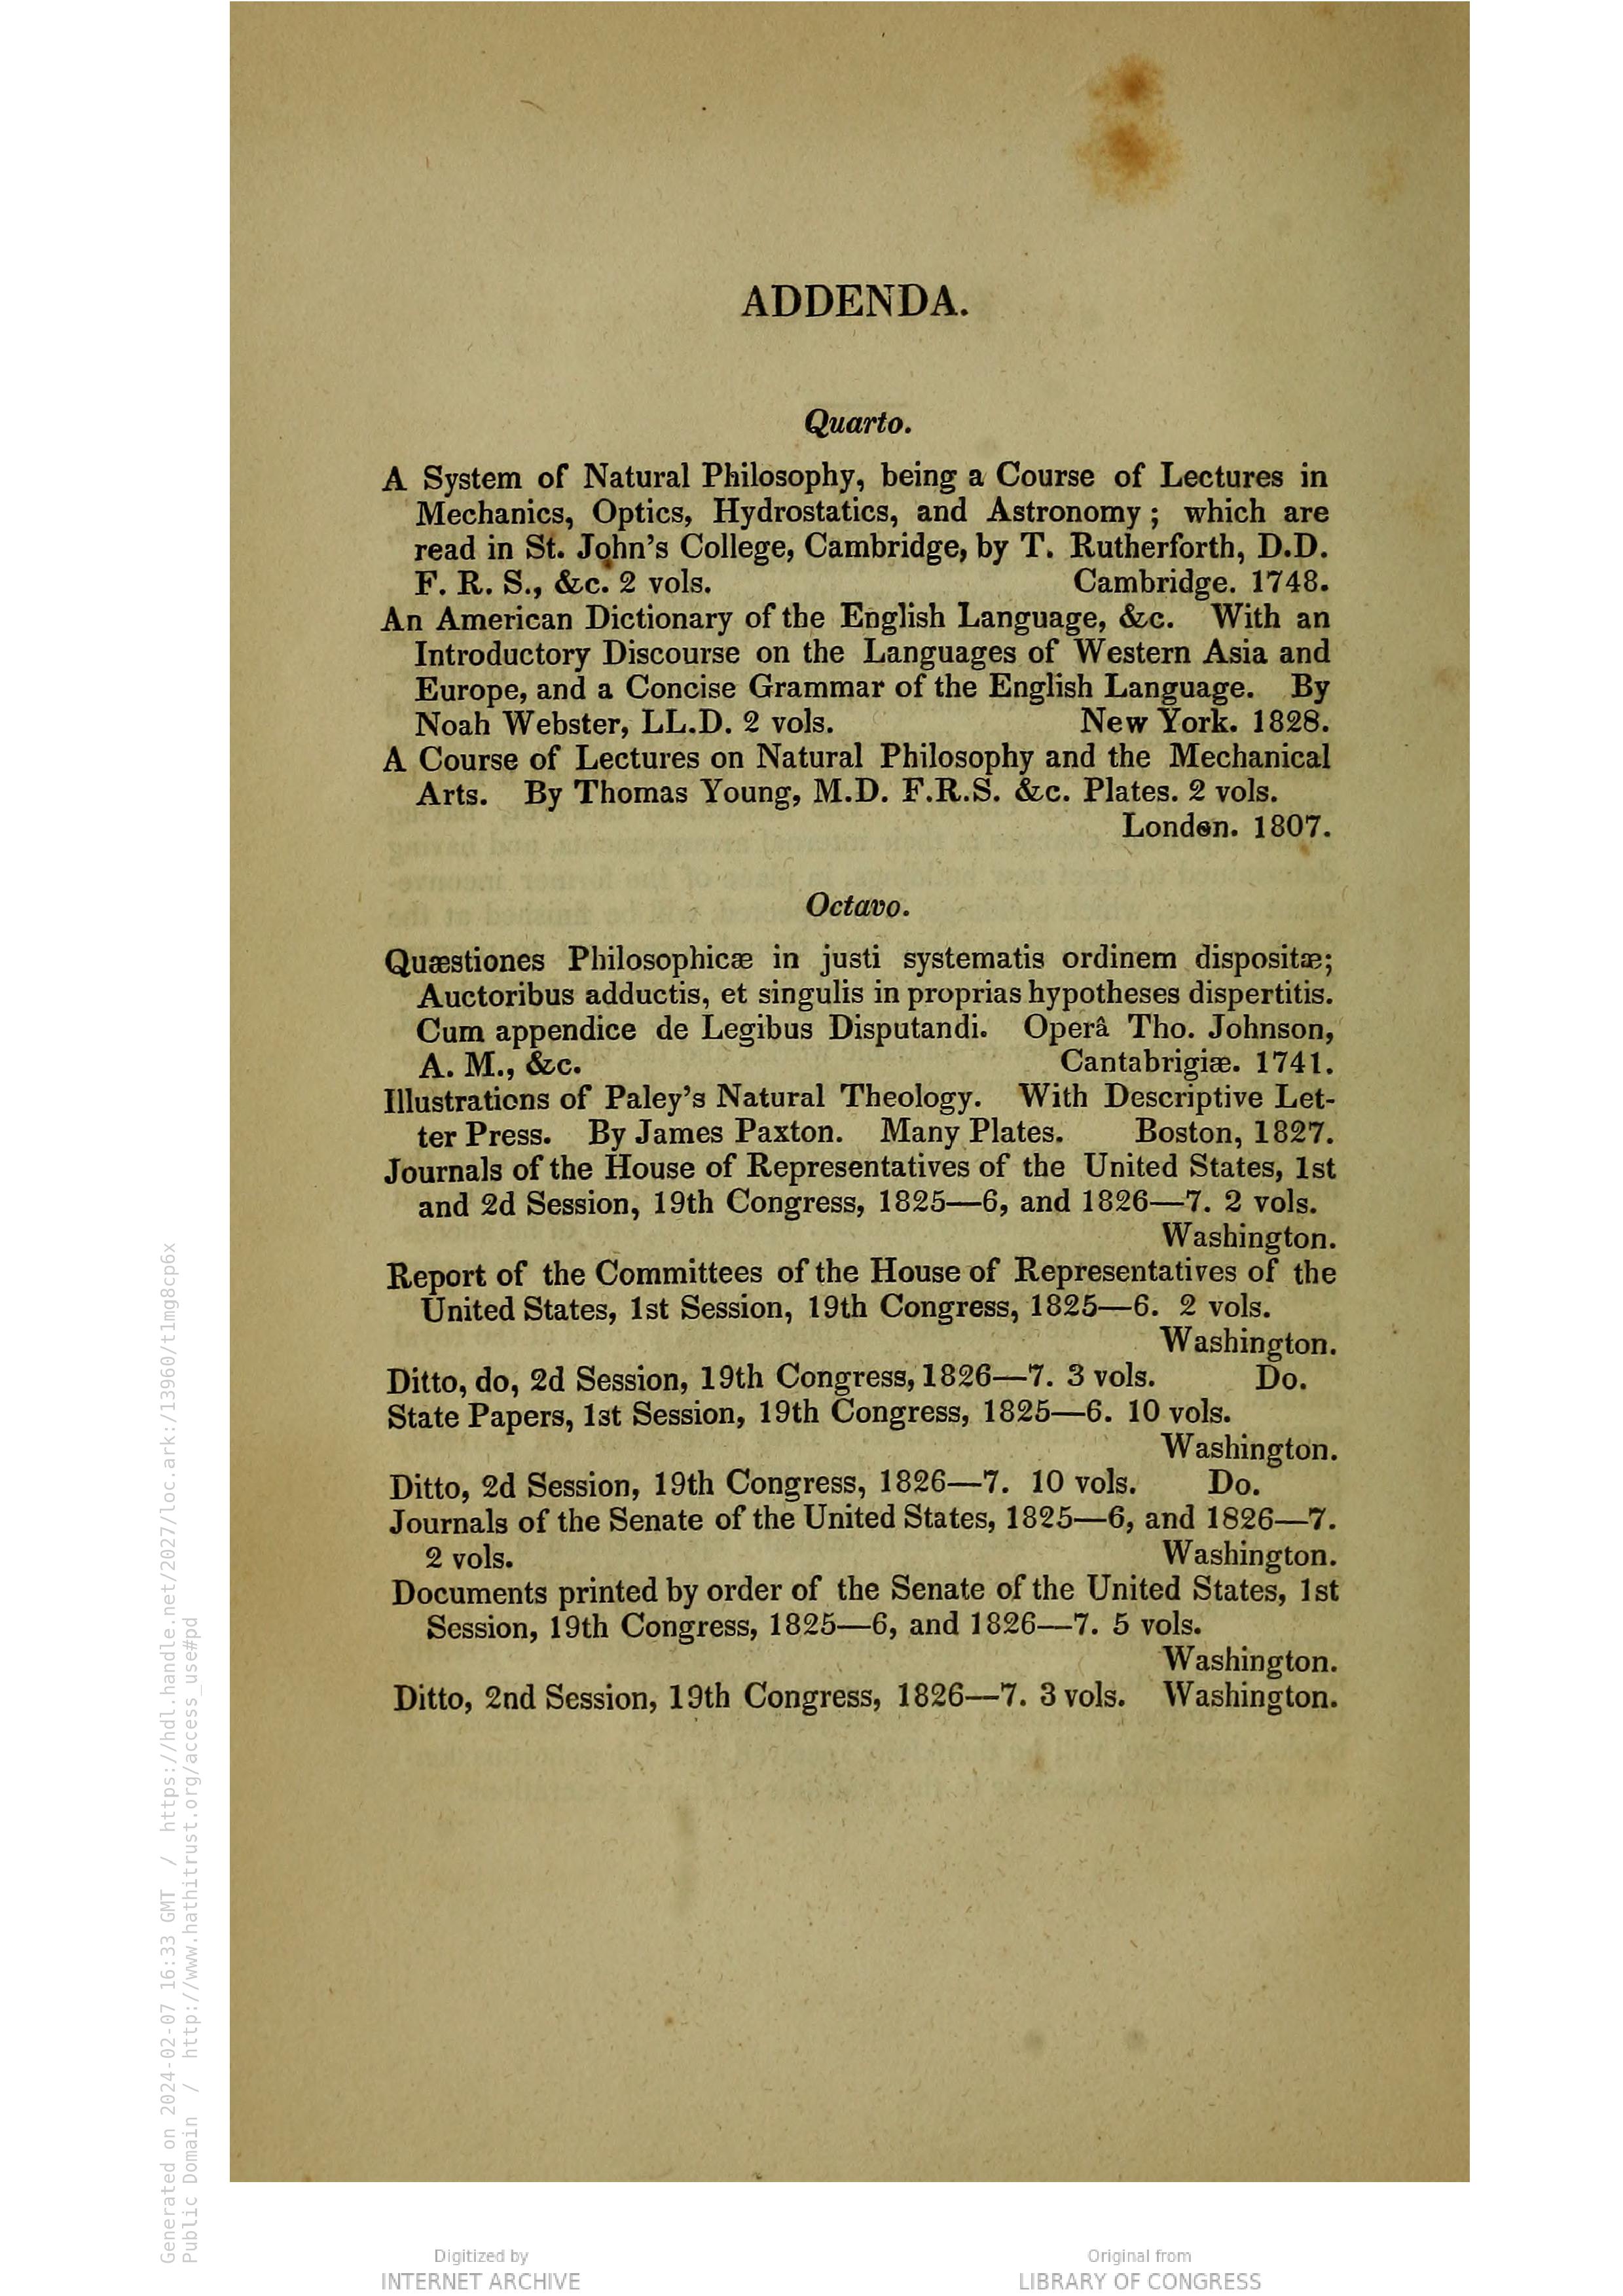 ADDENDA.
Quarto.
A System of Natural Philosophy, being a Course of Lectures in
Mechanics, Optics, Hydrostatics, and Astronomy; which are
read in St. John's College, Cambridge, by T. Rutherforth, D.D.
F. R. S., &c. 2 vols. Cambridge. 1748.
An American Dictionary of the English Language, &c. With an
Introductory Discourse on the Languages of Western Asia and
Europe, and a Concise Grammar of the English Language. By
Noah Webster, LL.D. 2 vols. New York. 1828.
A Course of Lectures on Natural Philosophy and the Mechanical
Arts. By Thomas Young, M.D. F.R.S. &c. Plates. 2 vols.
London. 1807.
Octavo.
Quæstiones Philosophicæ in justi systematis ordinem dispositæ;
Auctoribus adductis, et singulis in proprias hypotheses dispertitis.
Cum appendice de Legibus Disputandi. Operâ Tho. Johnson,
A. M., &c. Cantabrigiæ. 1741.
Illustrations of Paley's Natural Theology. With Descriptive Let-
ter Press. By James Paxton. Many Plates. Boston, 1827.
Journals of the House of Representatives of the United States, 1st
and 2d Session, 19th Congress, 1825—6, and 1826—7. 2 vols.
Washington.
Report of the Committees of the House of Representatives of the
United States, 1st Session, 19th Congress, 1825—6. 2 vols.
Washington.
Ditto, do, 2d Session, 19th Congress, 1826—7. 3 vols. Do.
State Papers, 1st Session, 19th Congress, 1825—6. 10 vols.
Washington.
Ditto, 2d Session, 19th Congress, 1826—7. 10 vols. Do.
Journals of the Senate of the United States, 1825—6, and 1826—7.
2 vols. Washington.
Documents printed by order of the Senate of the United States, 1st
Session, 19th Congress, 1825—6, and 1826—7. 5 vols.
Washington.
Ditto, 2nd Session, 19th Congress, 1826—7. 3 vols. Washington.
Generated on 2024-02-07 16:33 GMT / https://hdl.handle.net/2027/loc.ark:/13960/t1mg8cp6x
Public Domain / http://www.hathitrust.org/access_use#pd
Digitized by
INTERNET ARCHIVE
Original from
LIBRARY OF CONGRESS